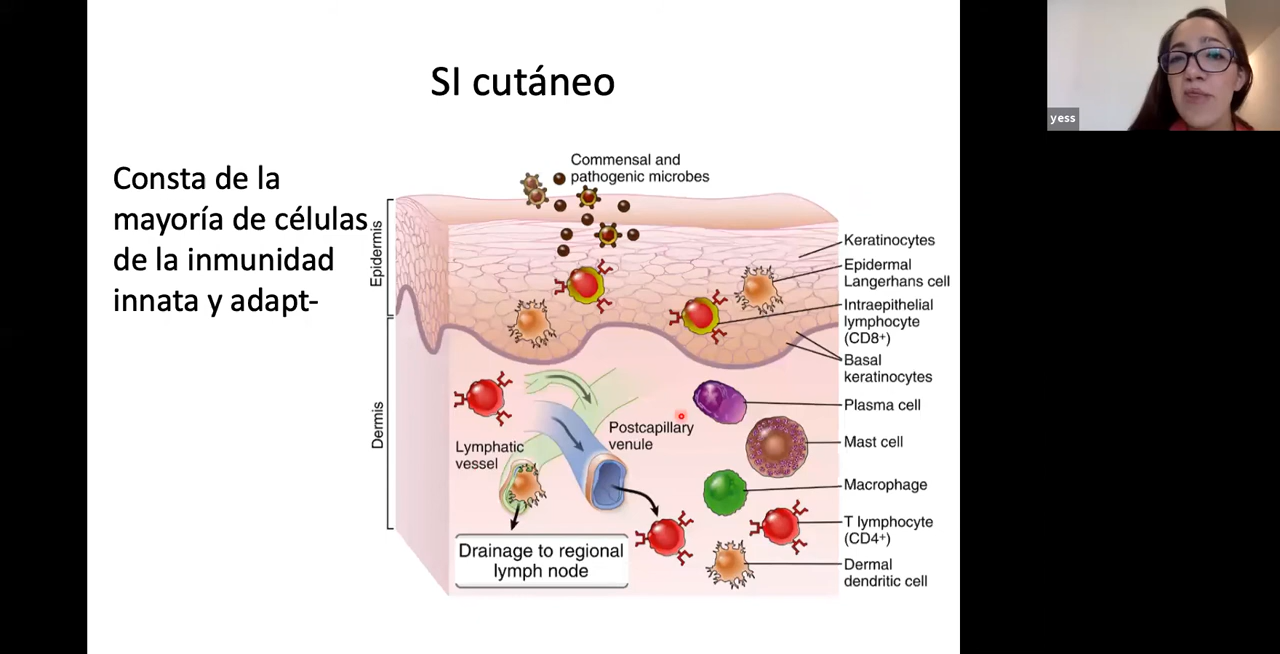 SI cutáneo
yess
Consta de la
mayoría de células
de la inmunidad
innata y adapt-
Commensal and
pathogenic microbes
Epidermis
Dermis
Keratinocytes
Epidermal
Langerhans cell
Intraepithelial
lymphocyte
(CD8+)
Basal
keratinocytes
Plasma cell
Mast cell
Macrophage
T lymphocyte
(CD4+)
Dermal
dendritic cell
Postcapillary
venule
Lymphatic
vessel
Drainage to regional
lymph node